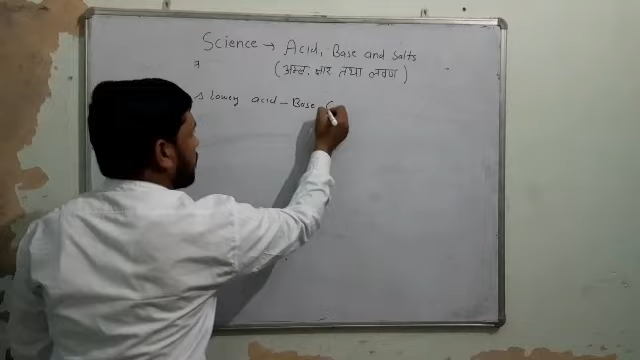 Science → Acid, Base and Salts
(अम्ल, क्षार तथा लवण)
lowry acid - Base